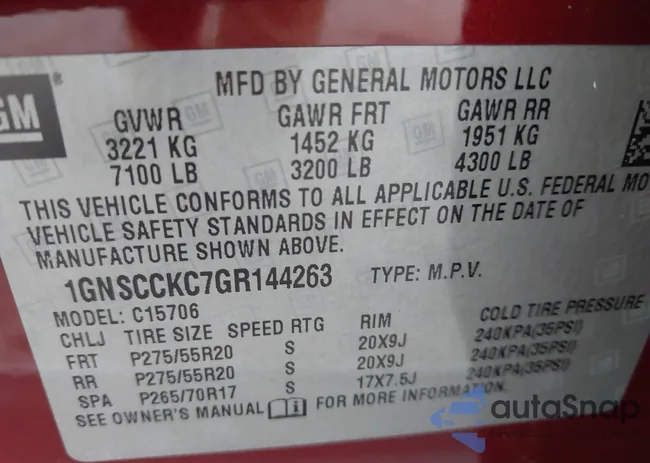 GM
MFD BY GENERAL MOTORS LLC
GVWR GAWR FRT GAWR RR
3221 KG 1452 KG 1951 KG
7100 LB 3200 LB 4300 LB
THIS VEHICLE CONFORMS TO ALL APPLICABLE U.S. FEDERAL MO
VEHICLE SAFETY STANDARDS IN EFFECT ON THE DATE OF
MANUFACTURE SHOWN ABOVE.
1GNSCCKC7GR144263 TYPE: M.P.V.
MODEL: C15706
CHLJ TIRE SIZE SPEED RTG RIM COLD TIRE PRESSURE
FRT P275/55R20 S 20X9J 240KPA(35PSI)
RR P275/55R20 S 20X9J 240KPA(35PSI)
SPA P265/70R17 S 17X7.5J 240KPA(35PSI)
SEE OWNER'S MANUAL FOR MORE INFORMATION.
autaSnap